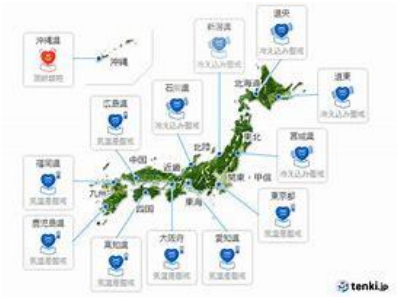 沖縄県
沖縄
新潟県
冷え込み警戒
道央
冷え込み警戒
道東
冷え込み警戒
北海道
石川県
冷え込み警戒
広島県
気温差警戒
宮城県
冷え込み警戒
東北
北陸
関東・甲信
中国
近畿
福岡県
気温差警戒
九州
四国
東海
東京都
気温差警戒
鹿児島県
気温差警戒
高知県
気温差警戒
大阪府
気温差警戒
愛知県
気温差警戒
tenki.jp